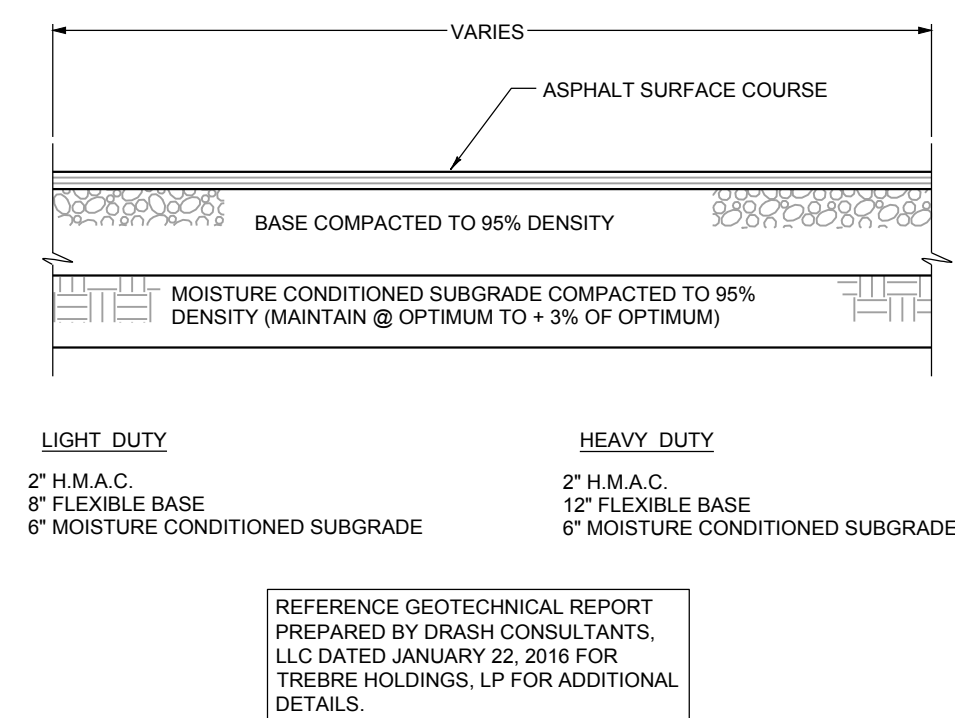 VARIES
ASPHALT SURFACE COURSE
BASE COMPACTED TO 95% DENSITY
MOISTURE CONDITIONED SUBGRADE COMPACTED TO 95%
DENSITY (MAINTAIN @ OPTIMUM TO + 3% OF OPTIMUM)
LIGHT DUTY
2" H.M.A.C.
8" FLEXIBLE BASE
6" MOISTURE CONDITIONED SUBGRADE
HEAVY DUTY
2" H.M.A.C.
12" FLEXIBLE BASE
6" MOISTURE CONDITIONED SUBGRADE
REFERENCE GEOTECHNICAL REPORT
PREPARED BY DRASH CONSULTANTS,
LLC DATED JANUARY 22, 2016 FOR
TREBRE HOLDINGS, LP FOR ADDITIONAL
DETAILS.